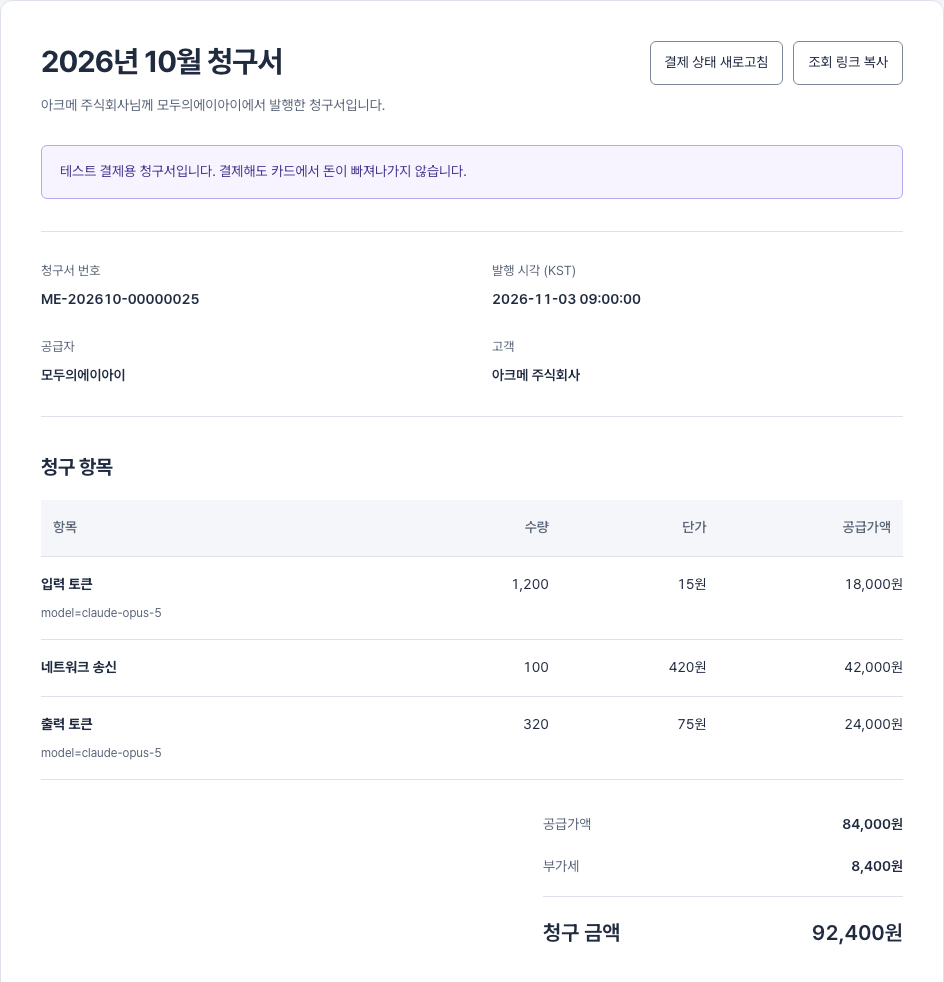 2026년 10월 청구서
결제 상태 새로고침
조회 링크 복사
아크메 주식회사님께 모두의에이아이에서 발행한 청구서입니다.
테스트 결제용 청구서입니다. 결제해도 카드에서 돈이 빠져나가지 않습니다.
청구서 번호
발행 시각 (KST)
ME-202610-00000025
2026-11-03 09:00:00
공급자
고객
모두의에이아이
아크메 주식회사
청구 항목
항목 수량 단가 공급가액
입력 토큰 1,200 15원 18,000원
model=claude-opus-5
네트워크 송신 100 420원 42,000원
출력 토큰 320 75원 24,000원
model=claude-opus-5
공급가액 84,000원
부가세 8,400원
청구 금액 92,400원